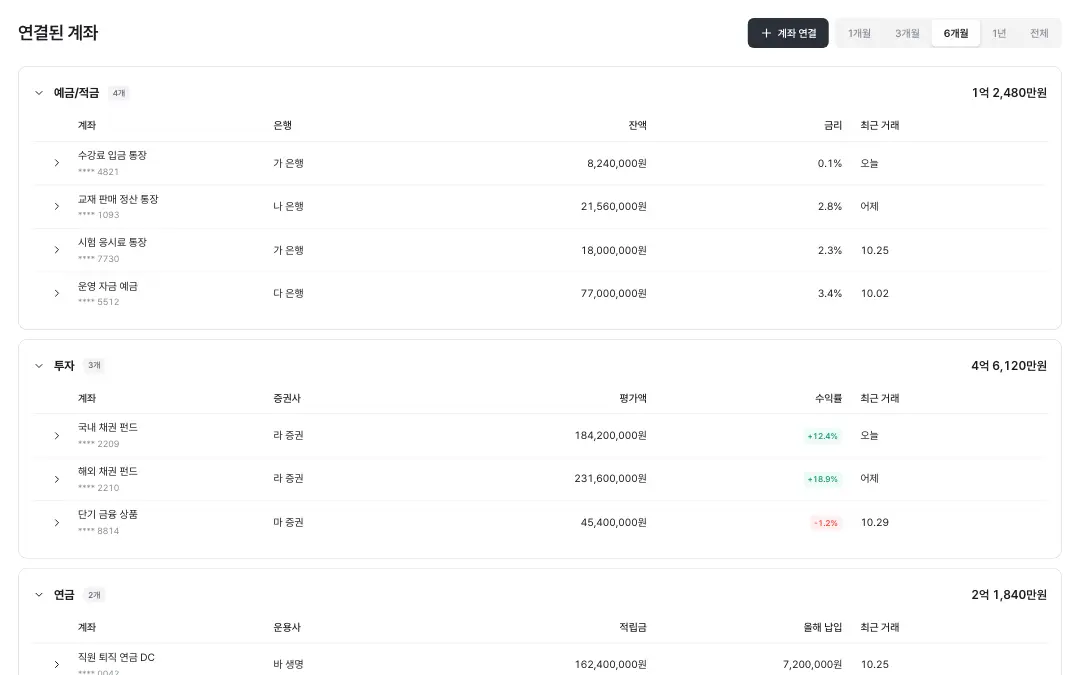 연결된 계좌
+ 계좌 연결
1개월 3개월 6개월 1년 전체
예금/적금 4개 1억 2,480만원
계좌 은행 잔액 금리 최근 거래
수강료 입금 통장
**** 4821
가 은행 8,240,000원 0.1% 오늘
교재 판매 정산 통장
**** 1093
나 은행 21,560,000원 2.8% 어제
시험 응시료 통장
**** 7730
가 은행 18,000,000원 2.3% 10.25
운영 자금 예금
**** 5512
다 은행 77,000,000원 3.4% 10.02
투자 3개 4억 6,120만원
계좌 증권사 평가액 수익률 최근 거래
국내 채권 펀드
**** 2209
라 증권 184,200,000원 +12.4% 오늘
해외 채권 펀드
**** 2210
라 증권 231,600,000원 +18.9% 어제
단기 금융 상품
**** 8814
마 증권 45,400,000원 -1.2% 10.29
연금 2개 2억 1,840만원
계좌 운용사 적립금 올해 납입 최근 거래
직원 퇴직 연금 DC
**** 0042
바 생명 162,400,000원 7,200,000원 10.25